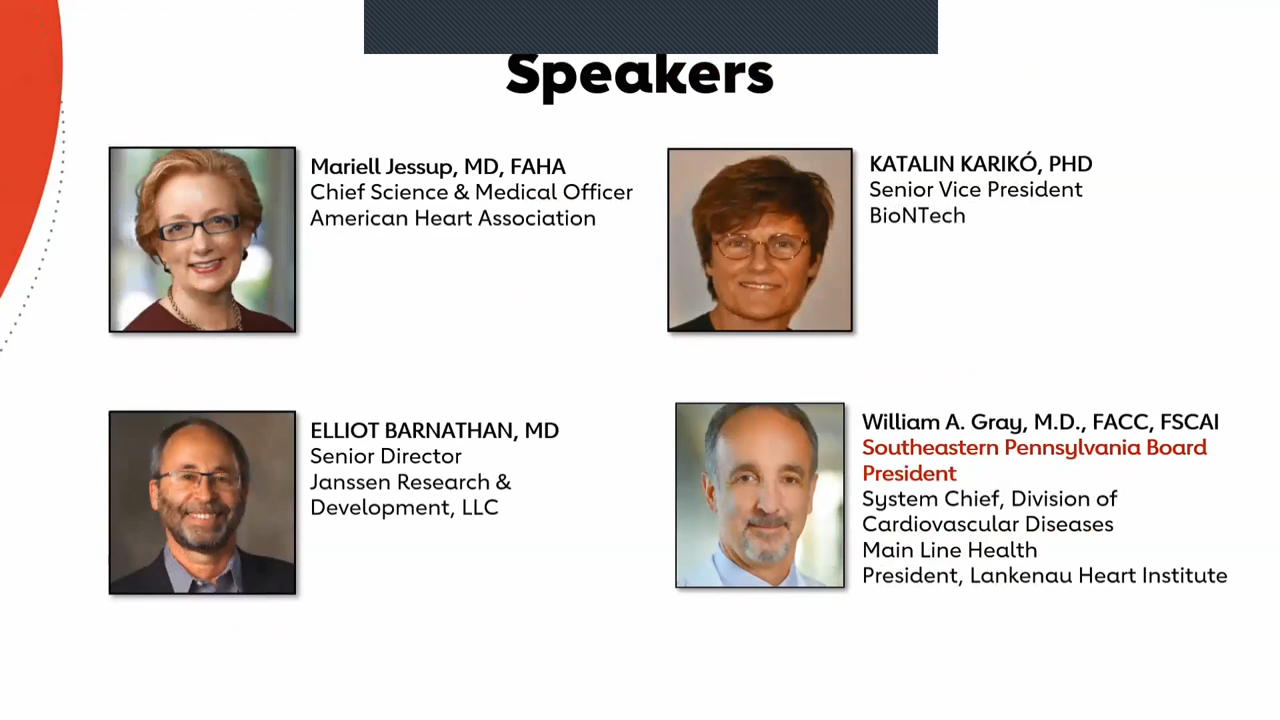 Speakers
Mariell Jessup, MD, FAHA
Chief Science & Medical Officer
American Heart Association
KATALIN KARIKÓ, PHD
Senior Vice President
BioNTech
ELLIOT BARNATHAN, MD
Senior Director
Janssen Research &
Development, LLC
William A. Gray, M.D., FACC, FSCAI
Southeastern Pennsylvania Board
President
System Chief, Division of
Cardiovascular Diseases
Main Line Health
President, Lankenau Heart Institute